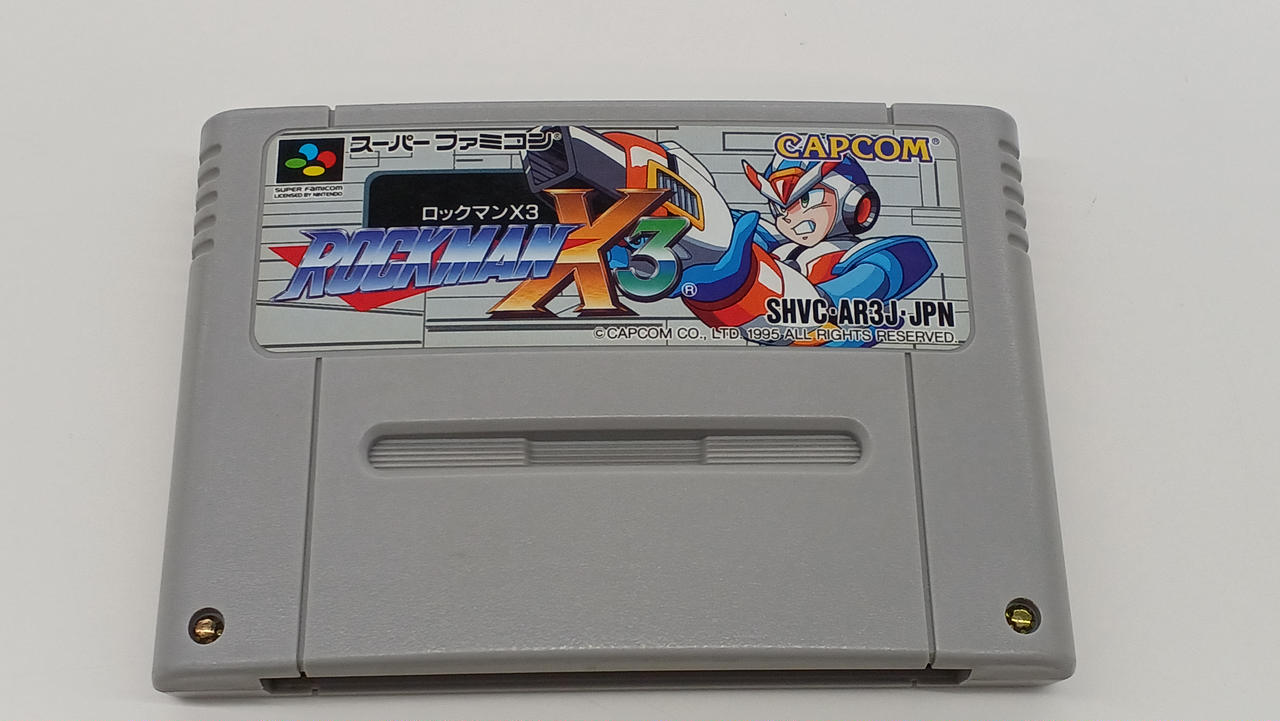 スーパーファミコン®
CAPCOM®
SUPER FAMICOM
LICENSED BY NINTENDO
ロックマンX3
ROCKMAN X3®
SHVC-AR3J-JPN
©CAPCOM CO., LTD. 1995 ALL RIGHTS RESERVED.